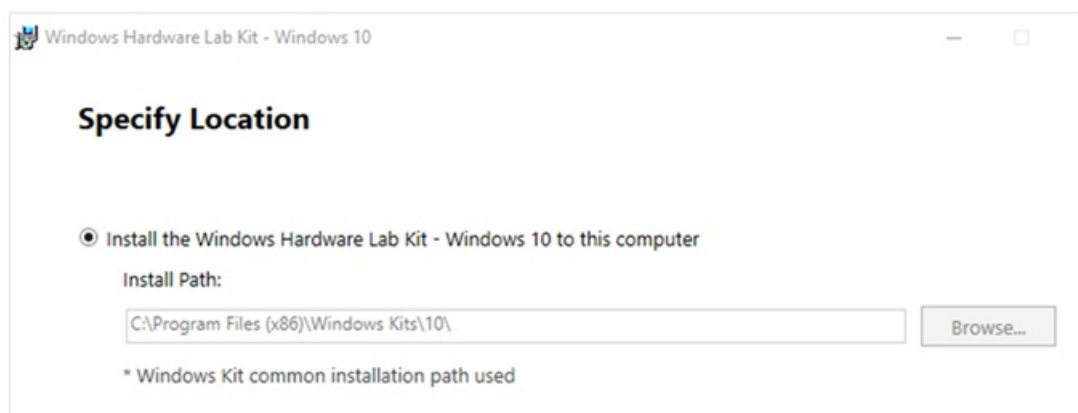 Windows Hardware Lab Kit - Windows 10
Specify Location
Install the Windows Hardware Lab Kit - Windows 10 to this computer
Install Path:
C:\Program Files (x86)\Windows Kits\10\
Browse...
* Windows Kit common installation path used